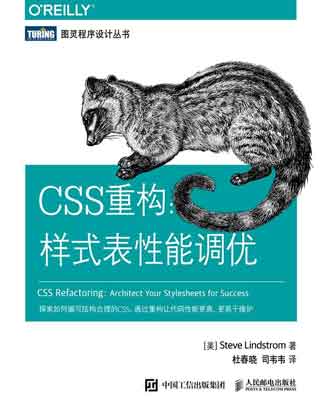 O'REILLY®
TURING 图灵程序设计丛书
CSS重构:
样式表性能调优
CSS Refactoring: Architect Your Stylesheets for Success
探索如何编写结构合理的CSS，通过重构让代码性能更高、更易于维护
[美] Steve Lindstrom 著
杜春晓 司韦韦 译
中国工信出版集团 人民邮电出版社
POSTS & TELECOM PRESS